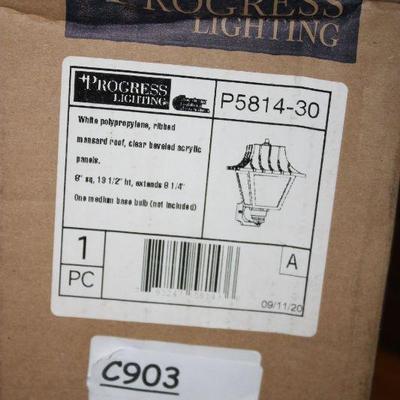 PROGRESS
LIGHTING
PROGRESS
LIGHTING
P5814-30
White polypropylene, ribbed
mansard roof, clear beveled acrylic
panels.
8" sq, 13 1/2" ht, extends 8 1/4"
One medium base bulb (not included)
1
PC
A
09/11/20
C903